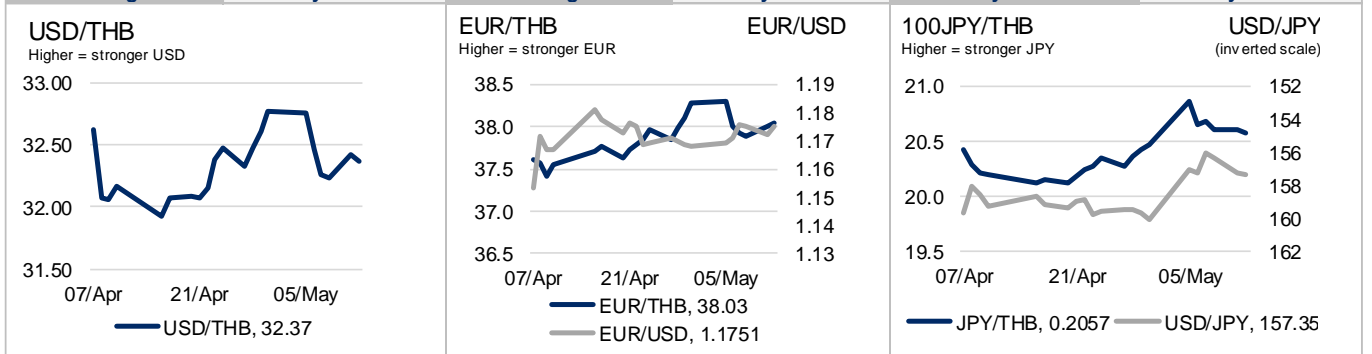 USD/THB
Higher = stronger USD
33.00
32.50
32.00
31.50
07/Apr 21/Apr 05/May
USD/THB, 32.37
EUR/THB EUR/USD
Higher = stronger EUR
38.5 1.19
38.0 1.18
37.5 1.17
37.0 1.16
36.5 1.15
1.14
1.13
07/Apr 21/Apr 05/May
EUR/THB, 38.03
EUR/USD, 1.1751
100JPY/THB USD/JPY
Higher = stronger JPY (inverted scale)
21.0 152
20.5 154
20.0 156
19.5 158
160
162
07/Apr 21/Apr 05/May
JPY/THB, 0.2057 USD/JPY, 157.35